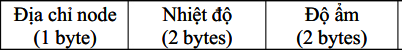 Địa chỉ node Nhiệt độ Độ ẩm
(1 byte) (2 bytes) (2 bytes)